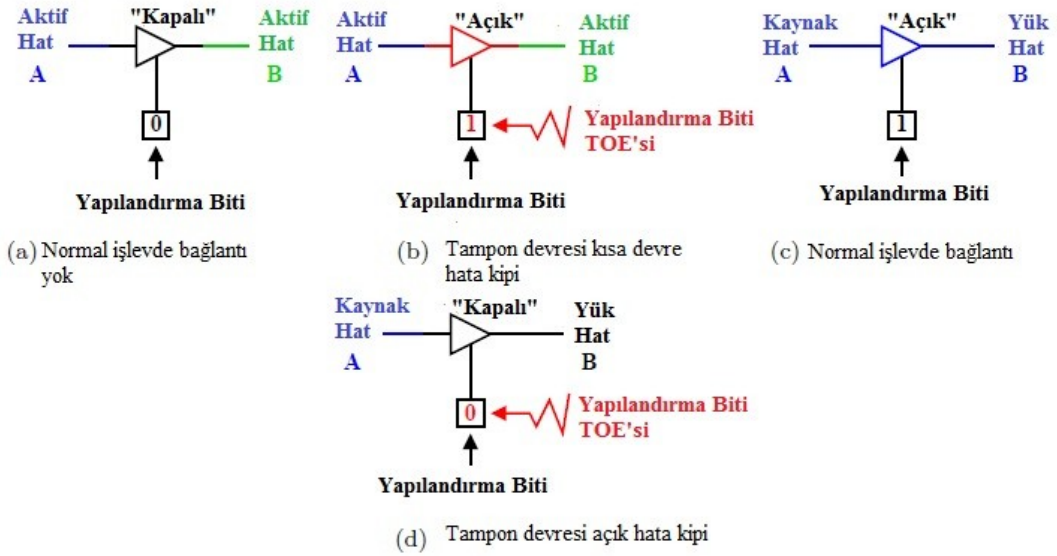 Aktif
Hat
A
"Kapalı"
Aktif
Hat
B
0
Yapılandırma Biti
(a) Normal işlevde bağlantı
yok
Aktif
Hat
A
"Açık"
Aktif
Hat
B
1
Yapılandırma Biti
TOE'si
Yapılandırma Biti
(b) Tampon devresi kısa devre
hata kipi
Kaynak
Hat
A
"Açık"
Yük
Hat
B
1
Yapılandırma Biti
(c) Normal işlevde bağlantı
Kaynak
Hat
A
"Kapalı"
Yük
Hat
B
0
Yapılandırma Biti
TOE'si
Yapılandırma Biti
(d) Tampon devresi açık hata kipi